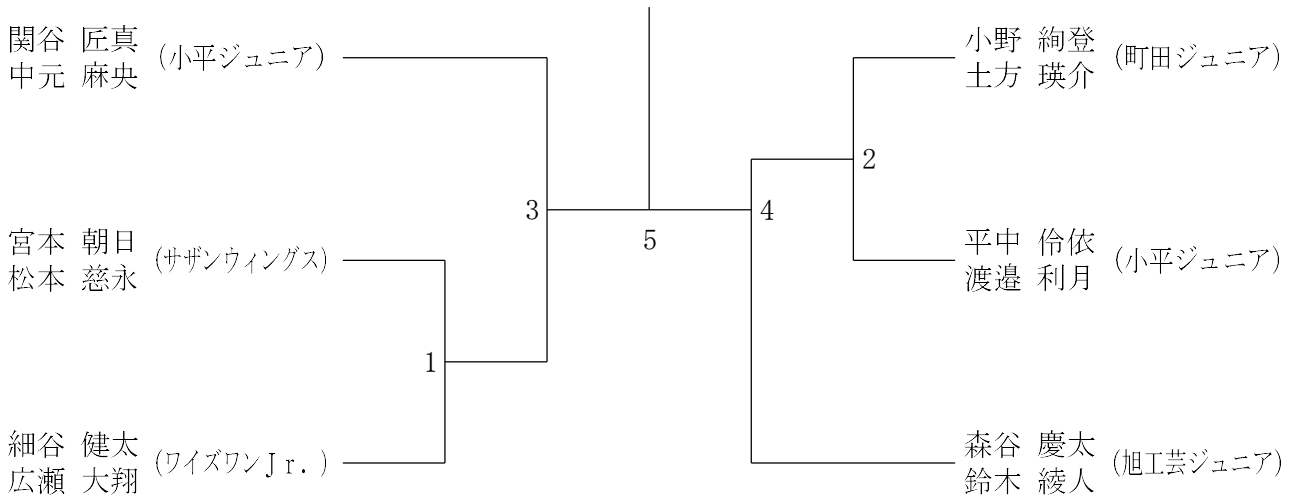 関谷 匠真
中元 麻央
(小平ジュニア)
宮本 朝日
松本 慈永
(サザンウィングス)
細谷 健太
広瀬 大翔
(ワイズワンJr.)
1
3
5
4
2
小野 絢登
土方 瑛介
(町田ジュニア)
平中 伶依
渡邉 利月
(小平ジュニア)
森谷 慶太
鈴木 綾人
(旭工芸ジュニア)